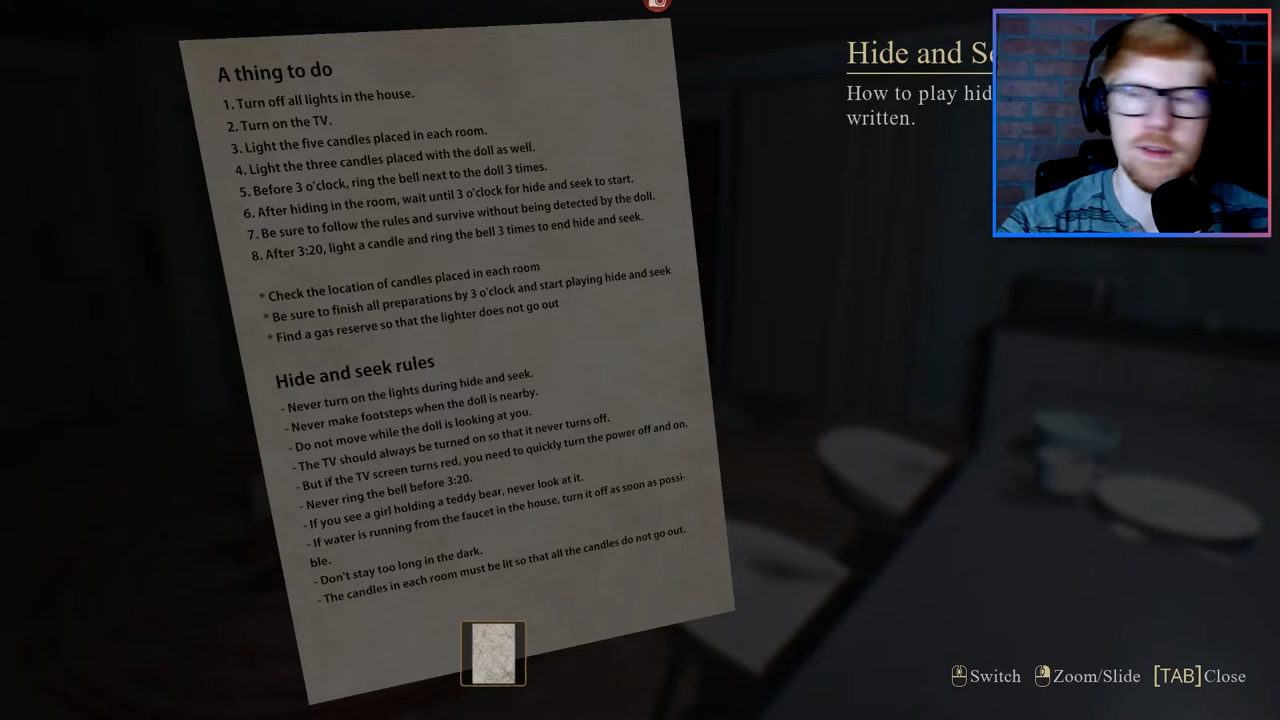 A thing to do
1. Turn off all lights in the house.
2. Turn on the TV.
3. Light the five candles placed in each room.
4. Light the three candles placed with the doll as well.
5. Before 3 o'clock, ring the bell next to the doll 3 times.
6. After hiding in the room, wait until 3 o'clock for hide and seek to start.
7. Be sure to follow the rules and survive without being detected by the doll.
8. After 3:20, light a candle and ring the bell 3 times to end hide and seek.
* Check the location of candles placed in each room
* Be sure to finish all preparations by 3 o'clock and start playing hide and seek
* Find a gas reserve so that the lighter does not go out
Hide and seek rules
- Never turn on the lights during hide and seek.
- Never make footsteps when the doll is nearby.
- Do not move while the doll is looking at you.
- The TV should always be turned on so that it never turns off.
- But if the TV screen turns red, you need to quickly turn the power off and on.
- Never ring the bell before 3:20.
- If you see a girl holding a teddy bear, never look at it.
- If water is running from the faucet in the house, turn it off as soon as possi-
ble.
- Don't stay too long in the dark.
- The candles in each room must be lit so that all the candles do not go out.
Hide and
How to play
written.
Switch
Zoom/Slide
[TAB]Close